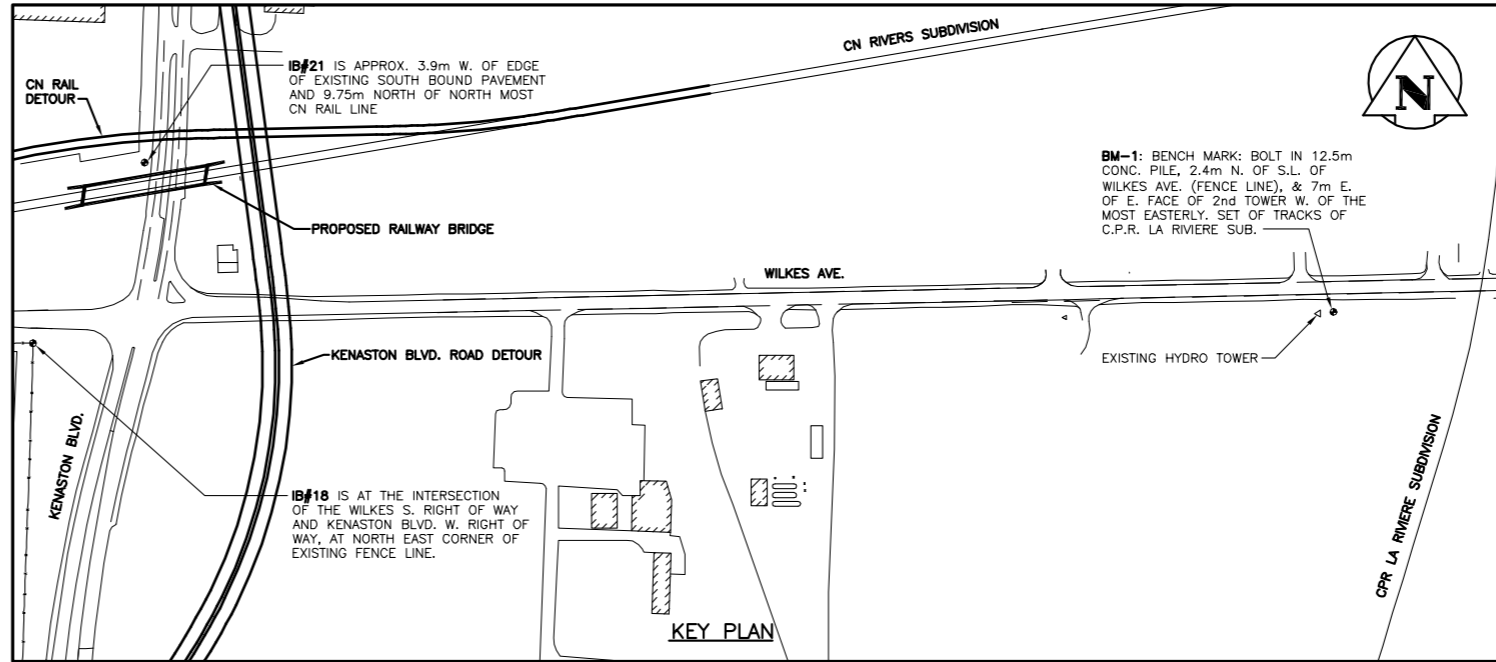 CN RIVERS SUBDIVISION
IB#21 IS APPROX. 3.9m W. OF EDGE
OF EXISTING SOUTH BOUND PAVEMENT
AND 9.75m NORTH OF NORTH MOST
CN RAIL LINE
CN RAIL
DETOUR
N
BM-1: BENCH MARK: BOLT IN 12.5m
CONC. PILE, 2.4m N. OF S.L. OF
WILKES AVE. (FENCE LINE), & 7m E.
OF E. FACE OF 2nd TOWER W. OF THE
MOST EASTERLY. SET OF TRACKS OF
C.P.R. LA RIVIERE SUB.
PROPOSED RAILWAY BRIDGE
WILKES AVE.
KENASTON BLVD. ROAD DETOUR
EXISTING HYDRO TOWER
KENASTON BLVD.
IB#18 IS AT THE INTERSECTION
OF THE WILKES S. RIGHT OF WAY
AND KENASTON BLVD. W. RIGHT OF
WAY, AT NORTH EAST CORNER OF
EXISTING FENCE LINE.
CPR LA RIVIERE SUBDIVISION
KEY PLAN